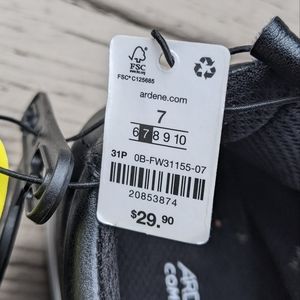 FSC
FSC® C125685
ardene.com
7
6 7 8 9 10
31P 0B-FW31155-07
20853874
$29.90